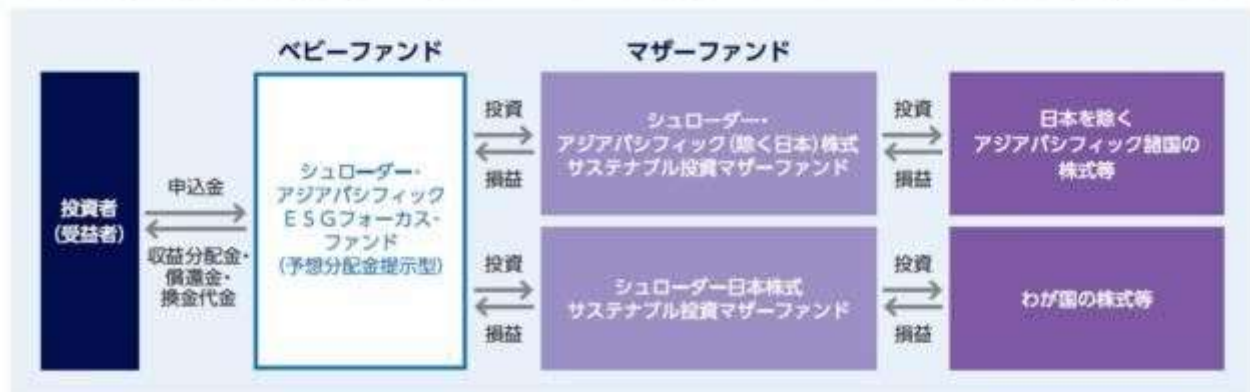 ベビーファンド
マザーファンド
投資者
(受益者)
申込金
収益分配金・
償還金・
換金代金
シュローダー・
アジアパシフィック
ESGフォーカス・
ファンド
(予想分配金提示型)
投資
損益
シュローダー・
アジアパシフィック(除く日本)株式
サステナブル投資マザーファンド
投資
損益
日本を除く
アジアパシフィック諸国の
株式等
投資
損益
シュローダー日本株式
サステナブル投資マザーファンド
投資
損益
わが国の株式等